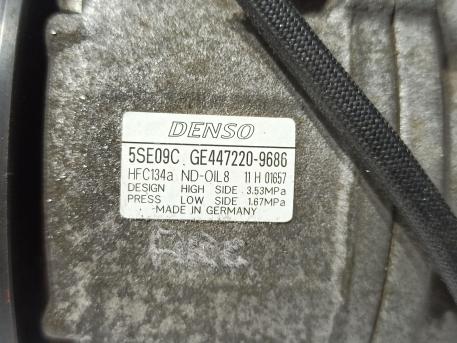 DENSO
5SE09C GE447220-9686
HFC134a ND-OIL8 11 H 01657
DESIGN HIGH SIDE 3.53MPa
PRESS LOW SIDE 1.67MPa
MADE IN GERMANY